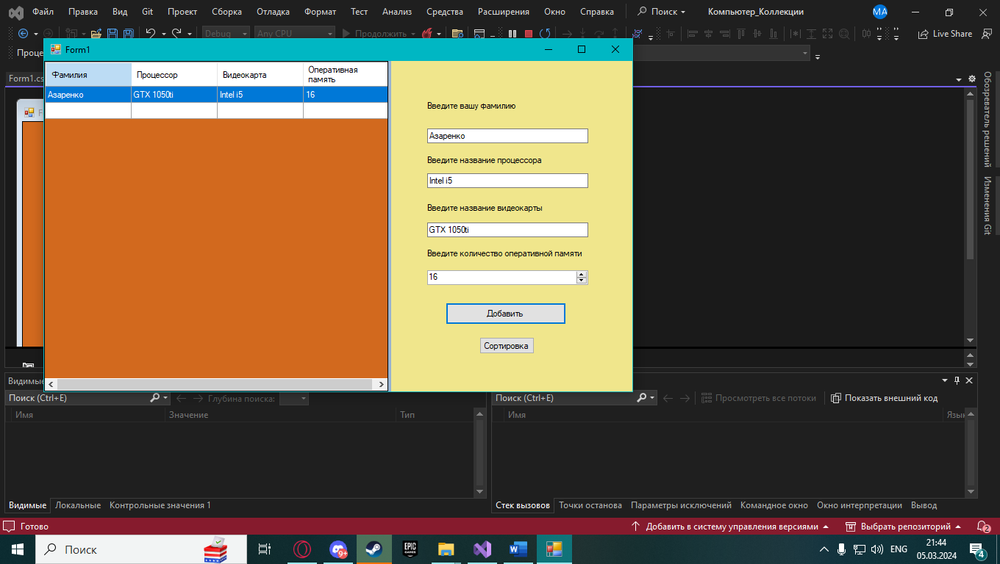 Файл Правка Вид Git Проект Сборка Отладка Формат Тест Анализ Средства Расширения Окно Справка Поиск Компьютер_Коллекции МА
Debug Any CPU Продолжить Live Share
Проце
Form1
Form1.cs
Фамилия Процессор Видеокарта Оперативная память
Азаренко GTX 1050ti Intel i5 16
Введите вашу фамилию
Азаренко
Введите название процессора
Intel i5
Введите название видеокарты
GTX 1050ti
Введите количество оперативной памяти
16
Добавить
Сортировка
Обозреватель решений
Изменения Git
Видимые
Поиск (Ctrl+E) Глубина поиска:
Имя Значение Тип
Видимые Локальные Контрольные значения 1
Поиск (Ctrl+E) Просмотреть все потоки Показать внешний код
Имя Язык
Стек вызовов Точки останова Параметры исключений Командное окно Окно интерпретации Вывод
Готово Добавить в систему управления версиями Выбрать репозиторий 2
Поиск 9+ EPIC GAMES W ENG 21:44
05.03.2024 4